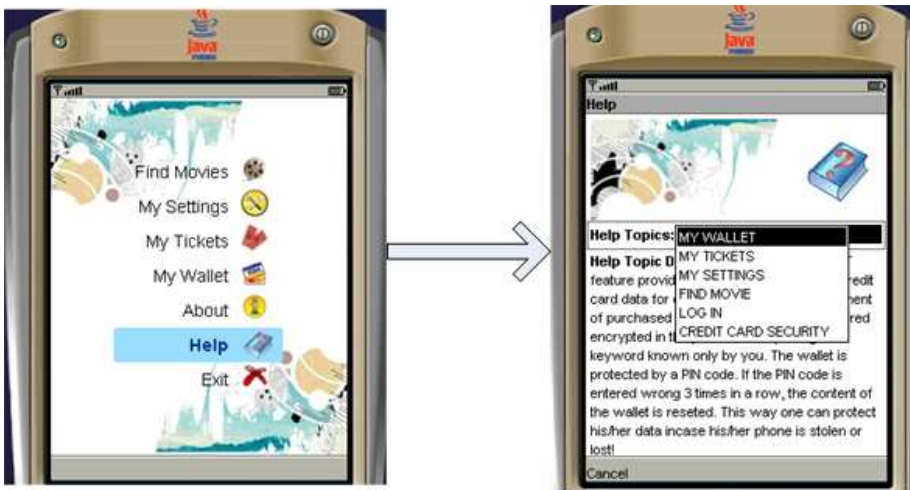 Java
Find Movies
My Settings
My Tickets
My Wallet
About
Help
Exit
Java
Help
Help Topics: MY WALLET
MY TICKETS
MY SETTINGS
FIND MOVIE
LOG IN
CREDIT CARD SECURITY
Help Topic D
feature provid redit
card data for ment
of purchased red
encrypted in t
keyword known only by you. The wallet is
protected by a PIN code. If the PIN code is
entered wrong 3 times in a row, the content of
the wallet is reseted. This way one can protect
his/her data incase his/her phone is stolen or
lost!
Cancel